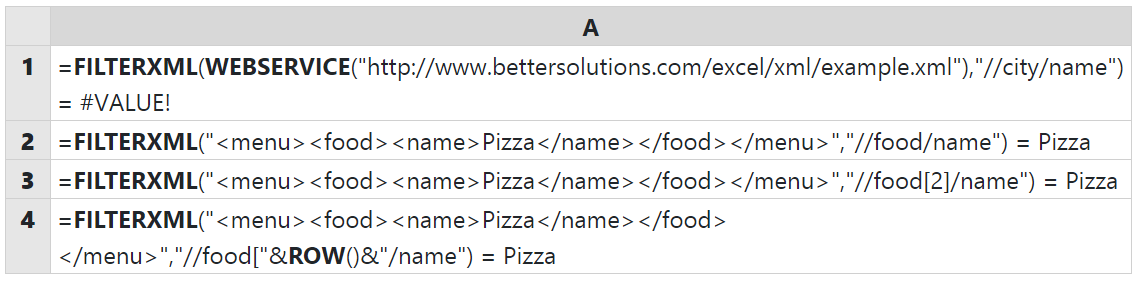 A
1 =FILTERXML(WEBSERVICE("http://www.bettersolutions.com/excel/xml/example.xml"),"//city/name")
= #VALUE!
2 =FILTERXML("<menu><food><name>Pizza</name></food></menu>","//food/name") = Pizza
3 =FILTERXML("<menu><food><name>Pizza</name></food></menu>","//food[2]/name") = Pizza
4 =FILTERXML("<menu><food><name>Pizza</name></food>
</menu>","//food["&ROW()&"/name") = Pizza